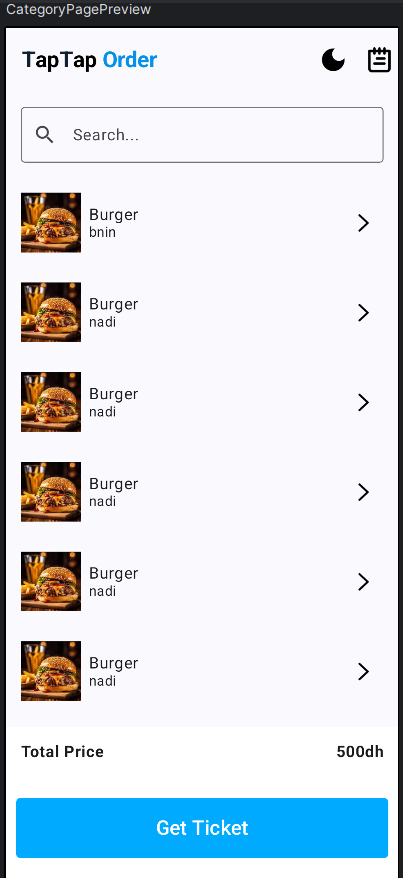 CategoryPagePreview
TapTap Order
Search...
Burger
bnin
Burger
nadi
Burger
nadi
Burger
nadi
Burger
nadi
Burger
nadi
Total Price 500dh
Get Ticket